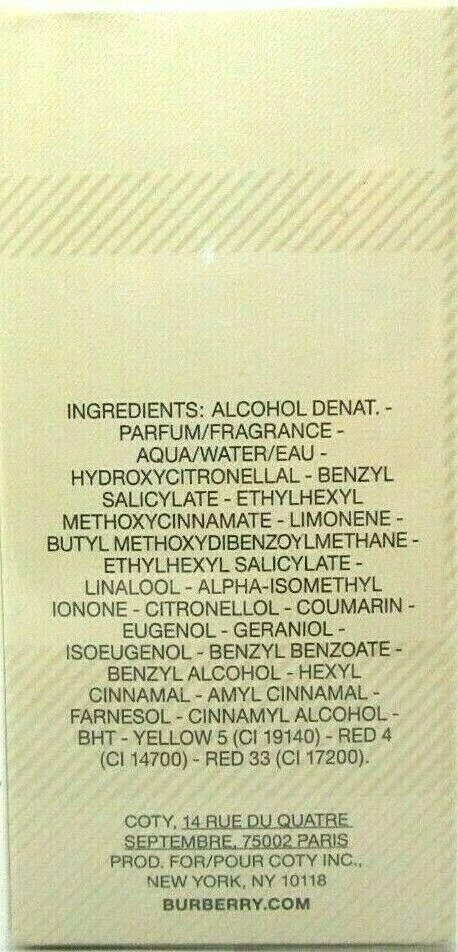 INGREDIENTS: ALCOHOL DENAT. -
PARFUM/FRAGRANCE -
AQUA/WATER/EAU -
HYDROXYCITRONELLAL - BENZYL
SALICYLATE - ETHYLHEXYL
METHOXYCINNAMATE - LIMONENE -
BUTYL METHOXYDIBENZOYLMETHANE -
ETHYLHEXYL SALICYLATE -
LINALOOL - ALPHA-ISOMETHYL
IONONE - CITRONELLOL - COUMARIN -
EUGENOL - GERANIOL -
ISOEUGENOL - BENZYL BENZOATE -
BENZYL ALCOHOL - HEXYL
CINNAMAL - AMYL CINNAMAL -
FARNESOL - CINNAMYL ALCOHOL -
BHT - YELLOW 5 (CI 19140) - RED 4
(CI 14700) - RED 33 (CI 17200).
COTY, 14 RUE DU QUATRE
SEPTEMBRE, 75002 PARIS
PROD. FOR/POUR COTY INC.,
NEW YORK, NY 10118
BURBERRY.COM